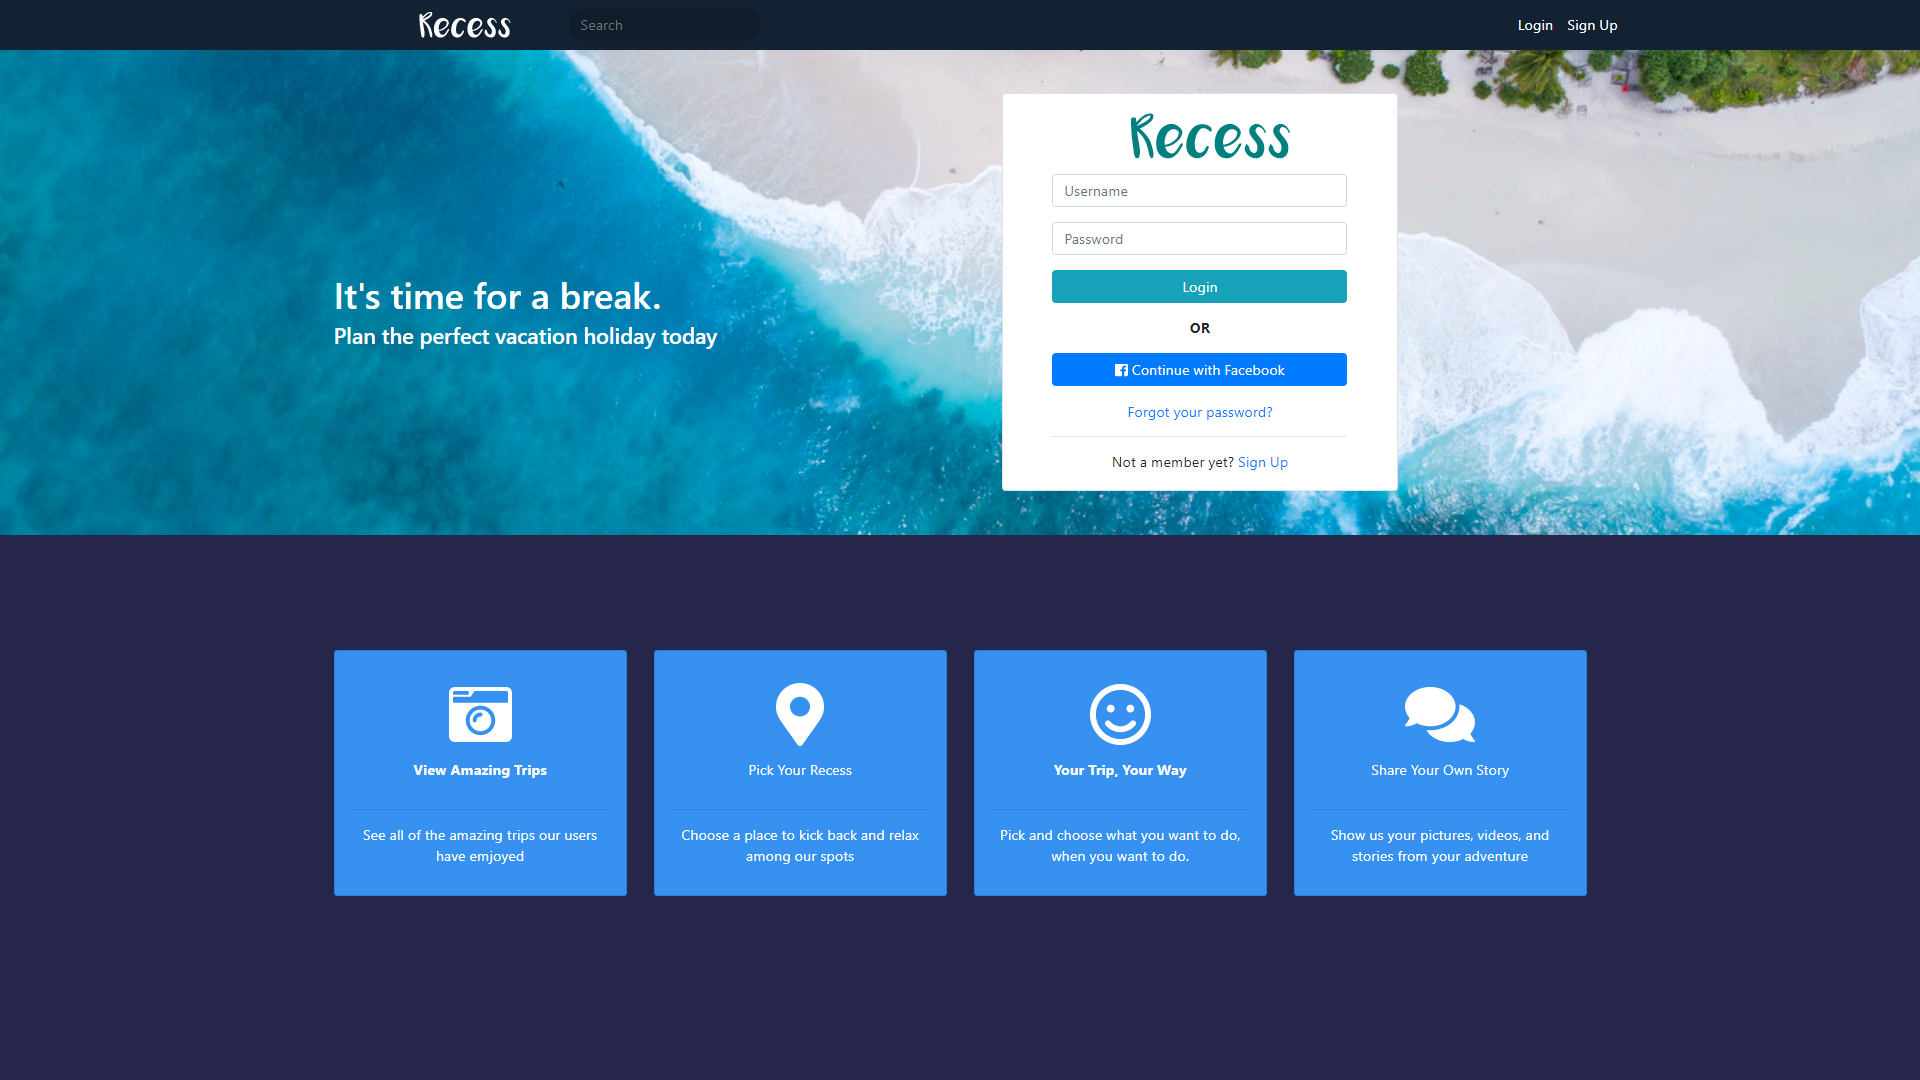 Recess
Search
Login
Sign Up
Recess
Username
Password
Login
OR
Continue with Facebook
Forgot your password?
Not a member yet? Sign Up
It's time for a break.
Plan the perfect vacation holiday today
View Amazing Trips
See all of the amazing trips our users
have emjoyed
Pick Your Recess
Choose a place to kick back and relax
among our spots
Your Trip, Your Way
Pick and choose what you want to do,
when you want to do.
Share Your Own Story
Show us your pictures, videos, and
stories from your adventure